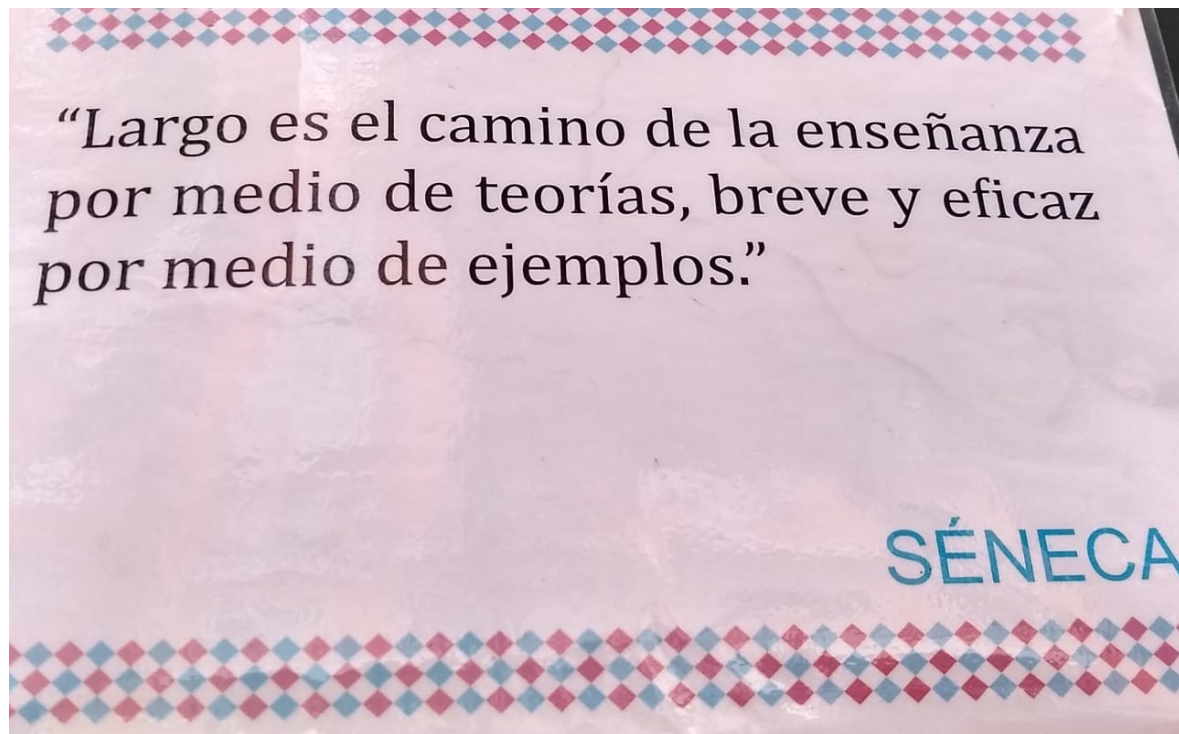 “Largo es el camino de la enseñanza
por medio de teorías, breve y eficaz
por medio de ejemplos.”
SÉNECA